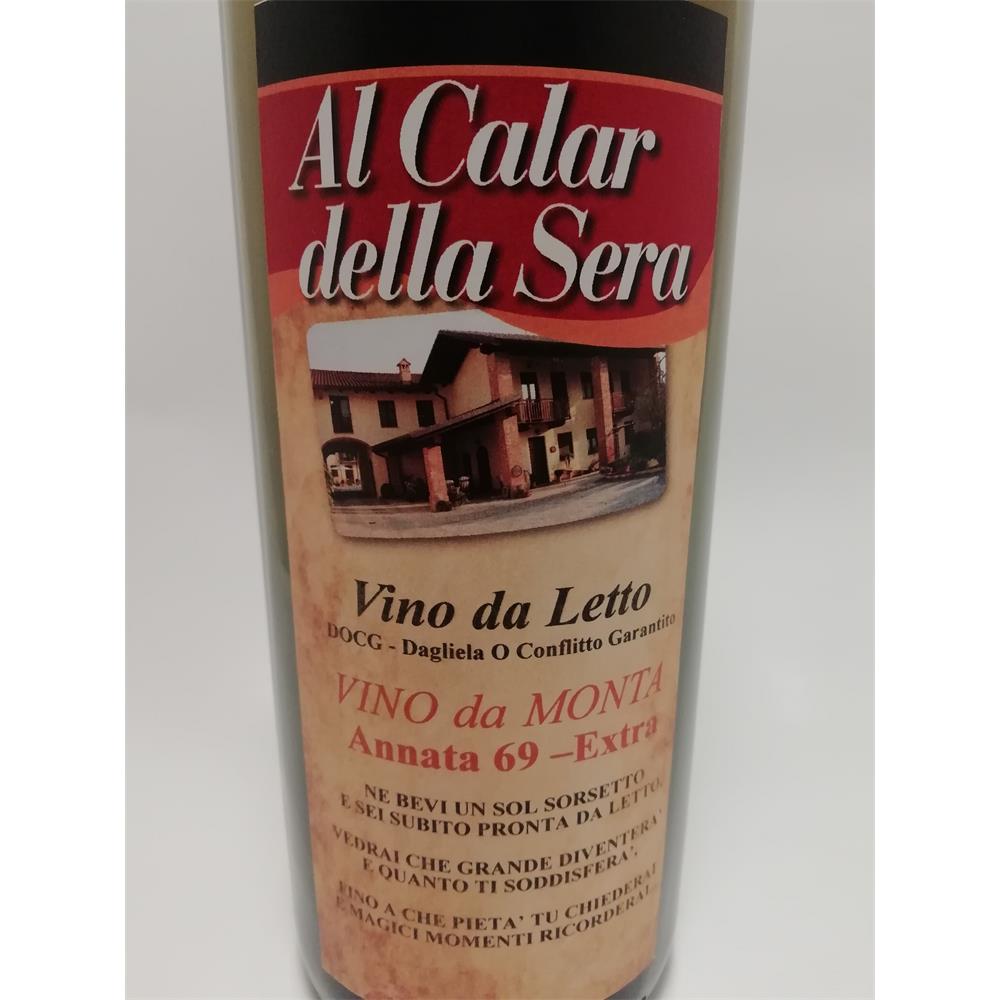 Al Calar
della Sera
Vino da Letto
DOCG - Dagliela O Conflitto Garantito
VINO da MONTA
Annata 69 –Extra
NE BEVI UN SOL SORSETTO
E SEI SUBITO PRONTA DA LETTO,
VEDRAI CHE GRANDE DIVENTERA'
E QUANTO TI SODDISFERA',
FINO A CHE PIETA' TU CHIEDERAI
E MAGICI MOMENTI RICORDERAI...